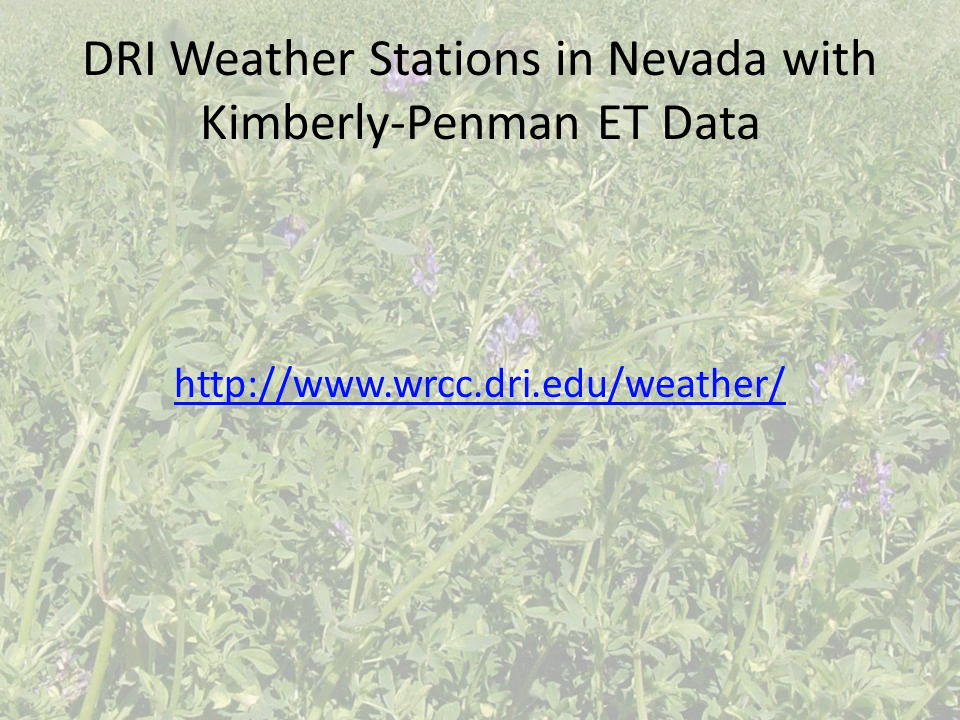 DRI Weather Stations in Nevada with
Kimberly-Penman ET Data
http://www.wrcc.dri.edu/weather/